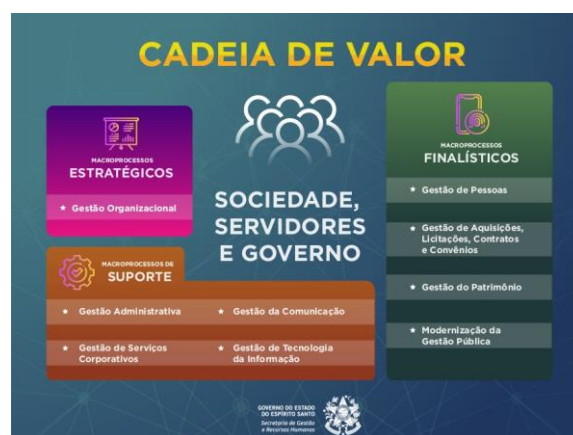 CADEIA DE VALOR
MACROPROCESSOS
ESTRATÉGICOS
★ Gestão Organizacional
SOCIEDADE,
SERVIDORES
E GOVERNO
MACROPROCESSOS
FINALÍSTICOS
★ Gestão de Pessoas
★ Gestão de Aquisições,
Licitações, Contratos
e Convênios
★ Gestão do Patrimônio
★ Modernização da
Gestão Pública
MACROPROCESSOS DE
SUPORTE
★ Gestão Administrativa
★ Gestão da Comunicação
★ Gestão de Serviços
Corporativos
★ Gestão de Tecnologia
da Informação
GOVERNO DO ESTADO
DO ESPÍRITO SANTO
Secretaria de Gestão
e Recursos Humanos